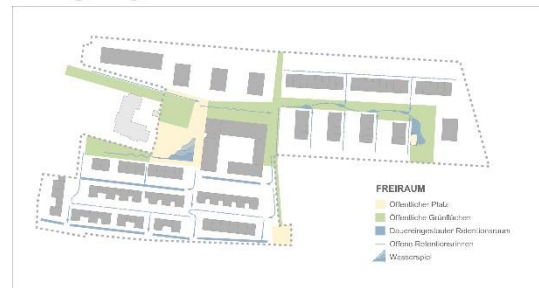 FREIRAUM
Öffentlicher Platz
Öffentliche Grünflächen
Dauereingestauter Retentionsraum
Offene Retentionsrinnen
Wasserspiel